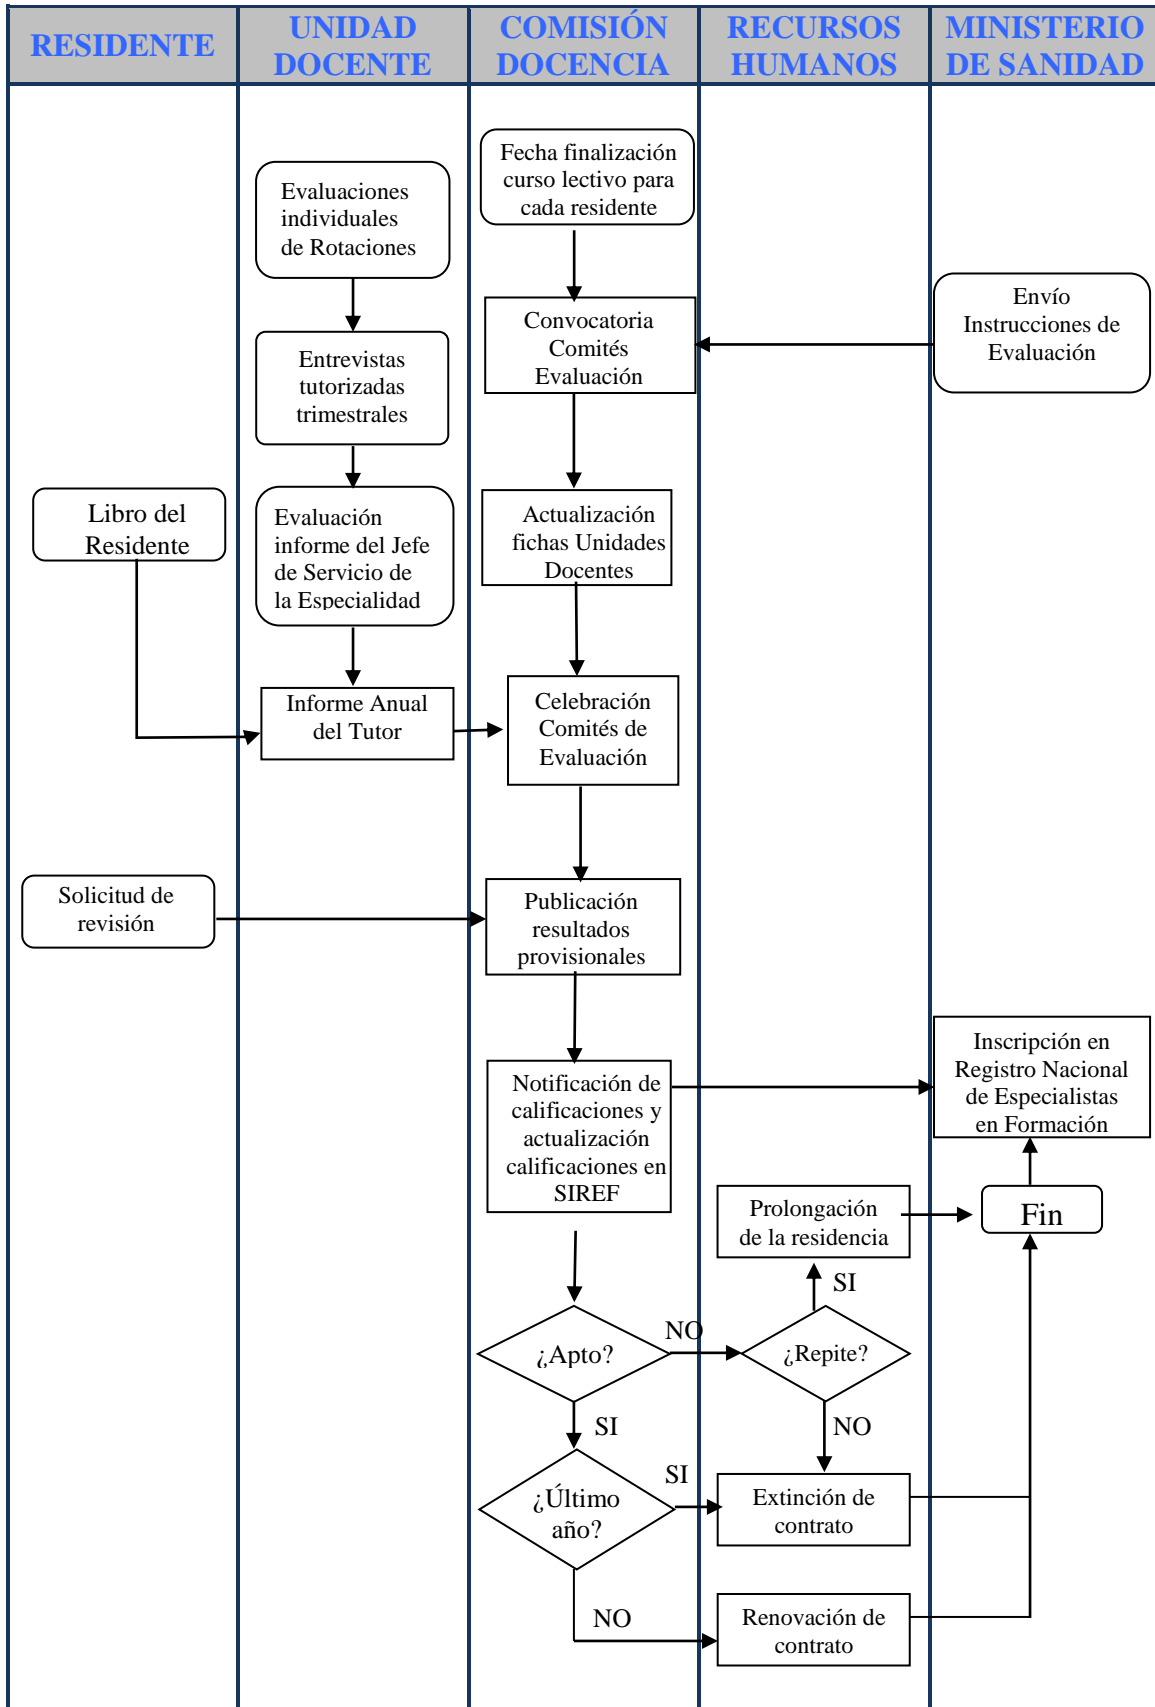 RESIDENTE
UNIDAD
DOCENTE
COMISIÓN
DOCENCIA
RECURSOS
HUMANOS
MINISTERIO
DE SANIDAD
Fecha finalización
curso lectivo para
cada residente
Evaluaciones
individuales
de Rotaciones
Envío
Instrucciones de
Evaluación
Convocatoria
Comités
Evaluación
Entrevistas
tutorizadas
trimestrales
Libro del
Residente
Evaluación
informe del Jefe
de Servicio de
la Especialidad
Actualización
fichas Unidades
Docentes
Informe Anual
del Tutor
Celebración
Comités de
Evaluación
Solicitud de
revisión
Publicación
resultados
provisionales
Notificación de
calificaciones y
actualización
calificaciones en
SIREF
Inscripción en
Registro Nacional
de Especialistas
en Formación
Prolongación
de la residencia
Fin
SI
¿Apto?
NO
¿Repite?
SI
NO
¿Último
año?
SI
Extinción de
contrato
NO
Renovación de
contrato